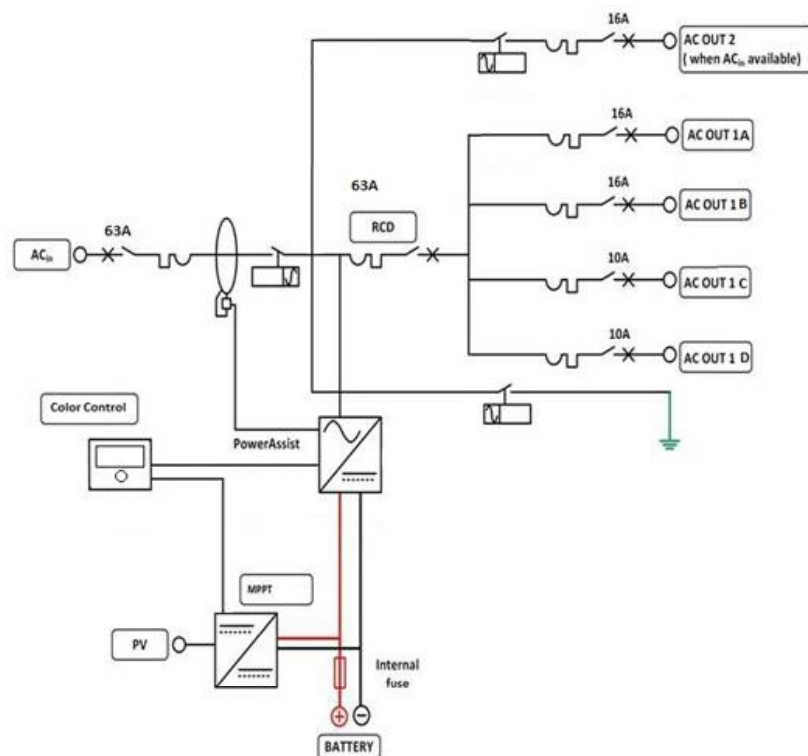 16A
AC OUT 2
( when ACin available)
16A
AC OUT 1A
63A
16A
RCD
AC OUT 1 B
63A
ACin
10A
AC OUT 1 C
10A
AC OUT 1 D
Color Control
PowerAssist
MPPT
PV
Internal
fuse
+
−
BATTERY